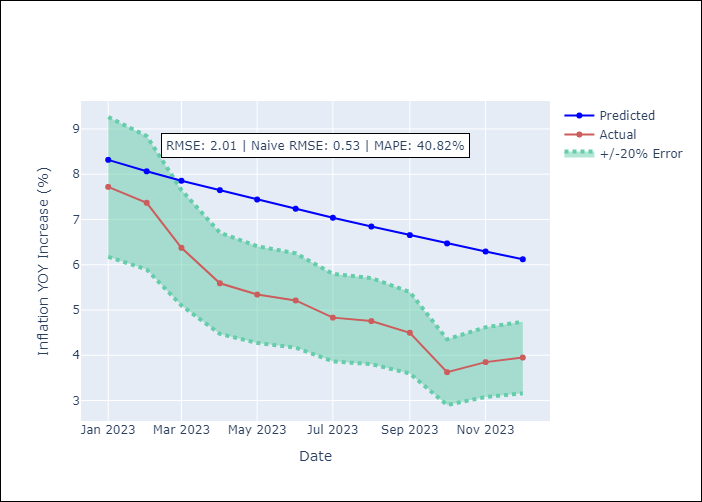 RMSE: 2.01 | Naive RMSE: 0.53 | MAPE: 40.82%
Predicted
Actual
+/-20% Error
Inflation YOY Increase (%)
9
8
7
6
5
4
3
Jan 2023 Mar 2023 May 2023 Jul 2023 Sep 2023 Nov 2023
Date